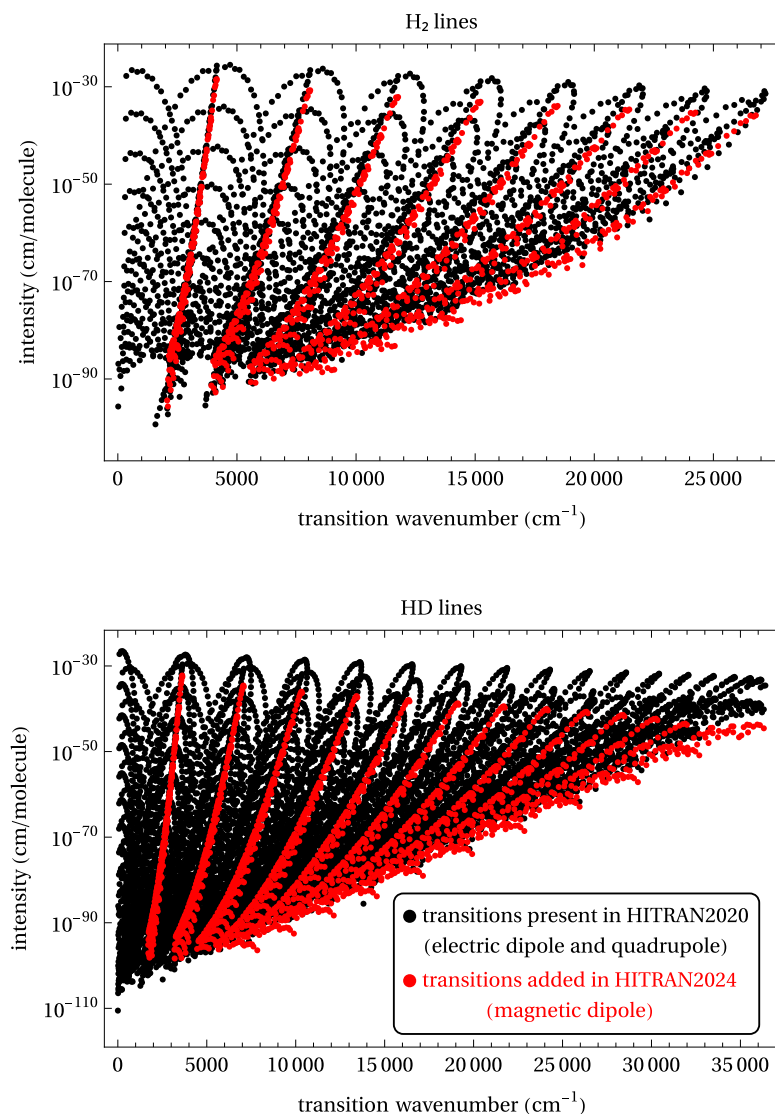 H₂ lines
intensity (cm/molecule)
10⁻³⁰
10⁻⁵⁰
10⁻⁷⁰
10⁻⁹⁰
0 5000 10 000 15 000 20 000 25 000
transition wavenumber (cm⁻¹)
HD lines
intensity (cm/molecule)
10⁻³⁰
10⁻⁵⁰
10⁻⁷⁰
10⁻⁹⁰
10⁻¹¹⁰
transitions present in HITRAN2020
(electric dipole and quadrupole)
transitions added in HITRAN2024
(magnetic dipole)
0 5000 10 000 15 000 20 000 25 000 30 000 35 000
transition wavenumber (cm⁻¹)